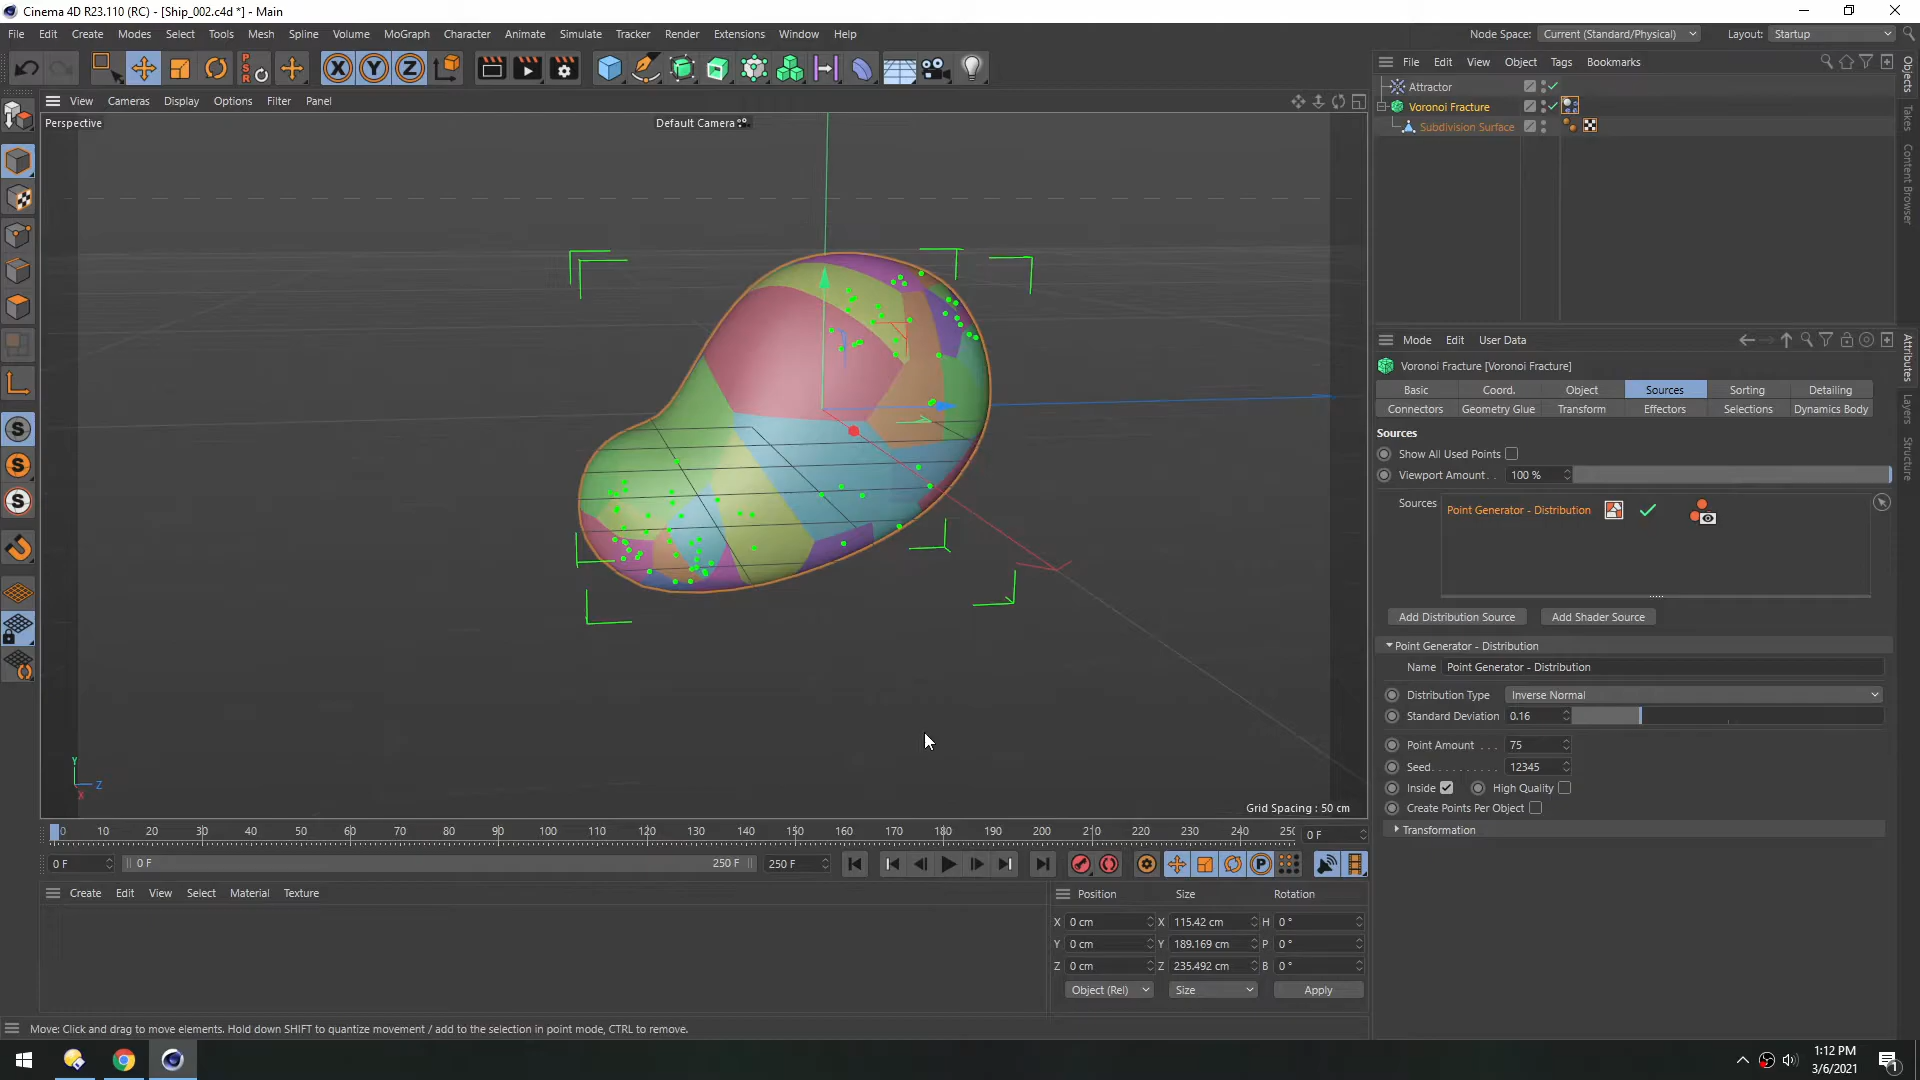 Cinema 4D R23.110 (RC) - [Ship_002.c4d *] - Main
File Edit Create Modes Select Tools Mesh Spline Volume MoGraph Character Animate Simulate Tracker Render Extensions Window Help
Node Space: Current (Standard/Physical) Layout: Startup
X Y Z
PSR
View Cameras Display Options Filter Panel
Perspective
Default Camera
Grid Spacing : 50 cm
Y
Z
X
S
S
S
File Edit View Object Tags Bookmarks
Attractor
Voronoi Fracture
Subdivision Surface
Objects
Takes
Content Browser
Mode Edit User Data
Voronoi Fracture [Voronoi Fracture]
Basic Coord. Object Sources Sorting Detailing
Connectors Geometry Glue Transform Effectors Selections Dynamics Body
Sources
Show All Used Points
Viewport Amount . . 100 %
Sources Point Generator - Distribution
Add Distribution Source Add Shader Source
Point Generator - Distribution
Name Point Generator - Distribution
Distribution Type Inverse Normal
Standard Deviation 0.16
Point Amount . . . 75
Seed. . . . . . . . . . 12345
Inside High Quality
Create Points Per Object
Transformation
Attributes
Layers
Structure
0 10 20 30 40 50 60 70 80 90 100 110 120 130 140 150 160 170 180 190 200 210 220 230 240 250 0 F
0 F 0 F 250 F 250 F
P
Create Edit View Select Material Texture
Position Size Rotation
X 0 cm X 115.42 cm H 0 °
Y 0 cm Y 189.169 cm P 0 °
Z 0 cm Z 235.492 cm B 0 °
Object (Rel) Size Apply
Move: Click and drag to move elements. Hold down SHIFT to quantize movement / add to the selection in point mode, CTRL to remove.
1:12 PM
3/6/2021
1